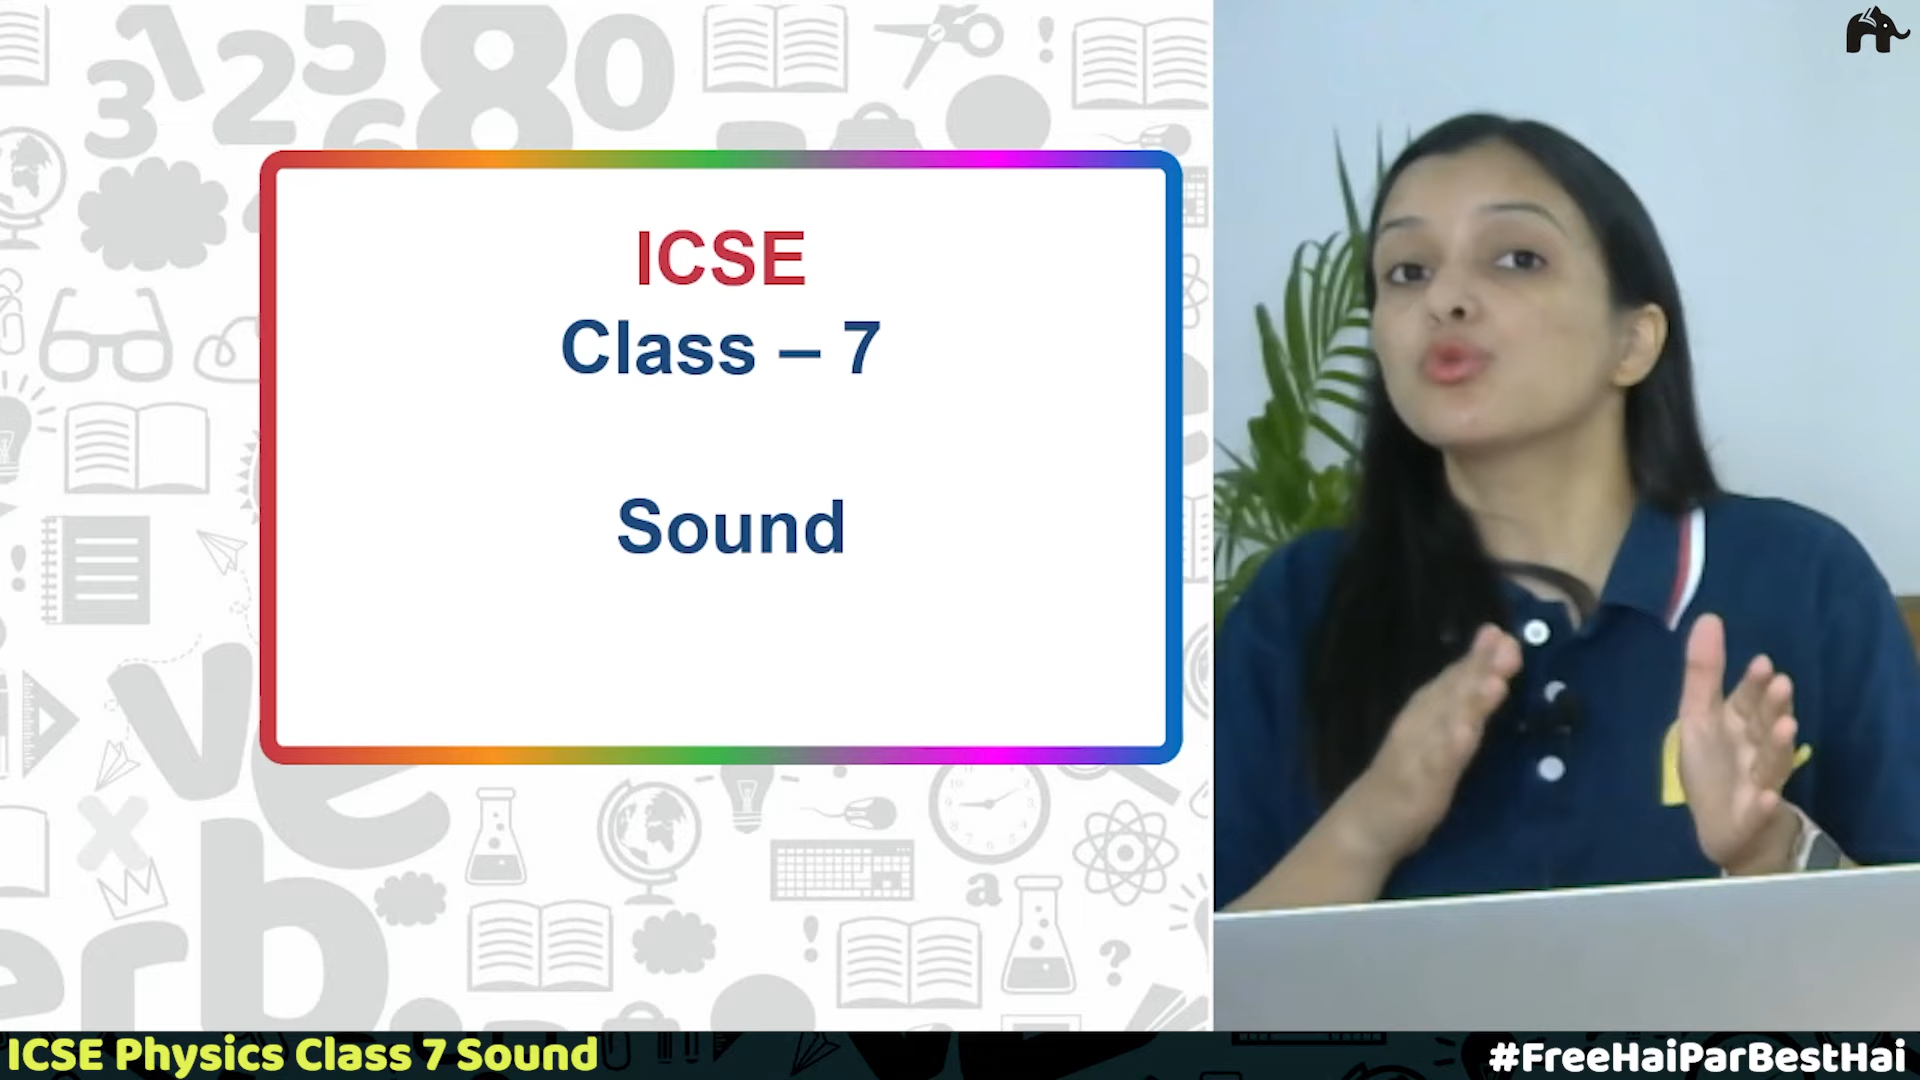 ICSE
Class – 7
Sound
ICSE Physics Class 7 Sound
#FreeHaiParBestHai